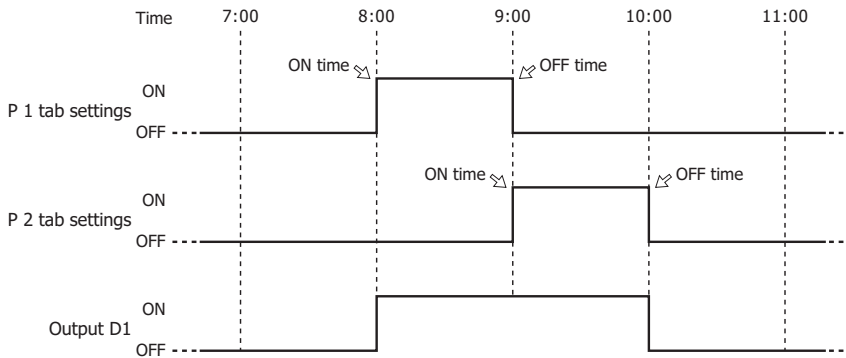 Time 7:00 8:00 9:00 10:00 11:00
ON time OFF time
ON
P 1 tab settings
OFF
ON time OFF time
ON
P 2 tab settings
OFF
ON
Output D1
OFF